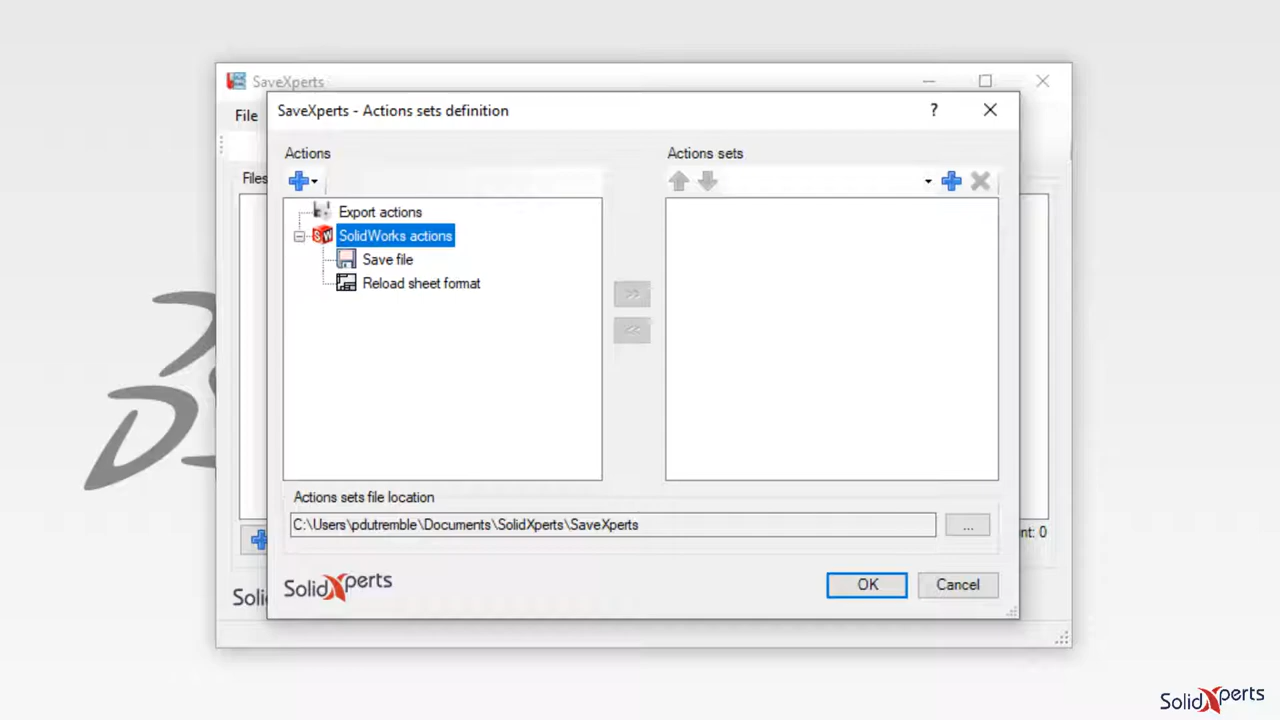 SaveXperts
File
SaveXperts - Actions sets definition
?
Actions
Actions sets
Files
Export actions
SolidWorks actions
Save file
Reload sheet format
>>
<<
Actions sets file location
C:\Users\pdutremble\Documents\SolidXperts\SaveXperts
...
nt: 0
SolidXperts
OK
Cancel
Soli
SolidXperts